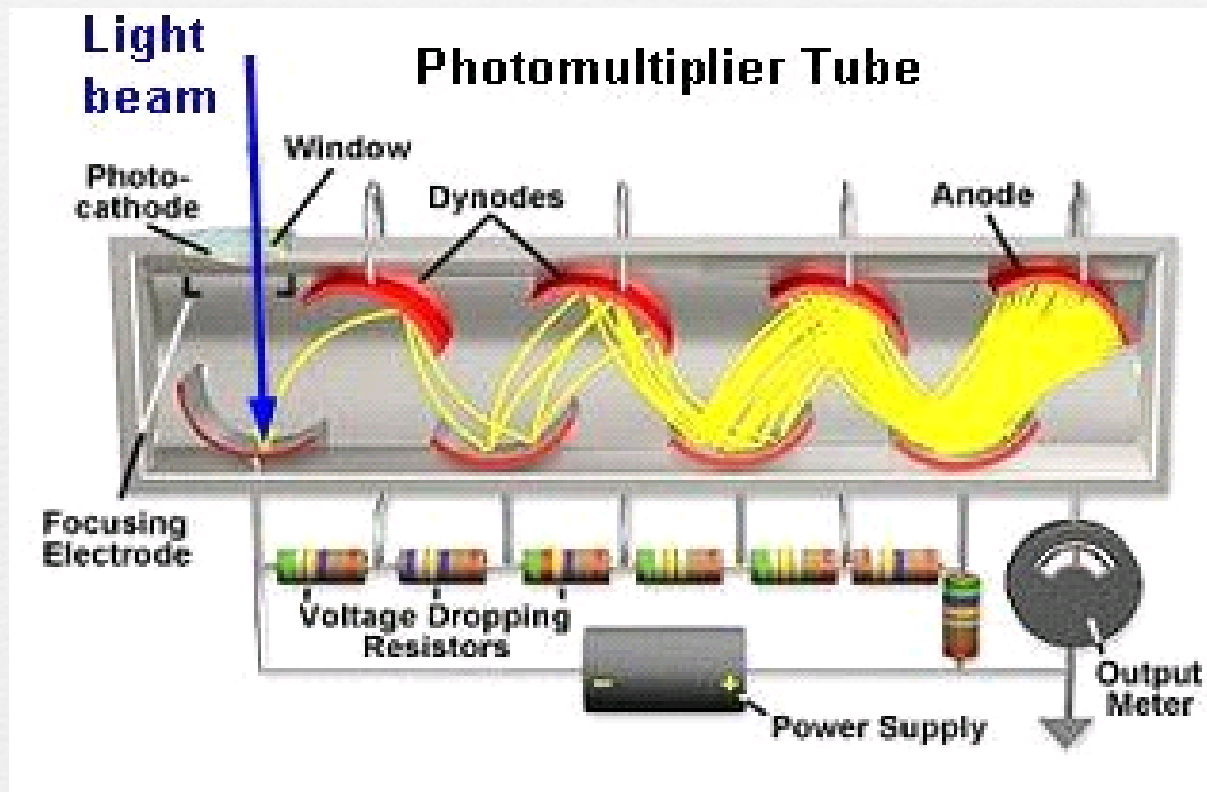 Light
beam
Photomultiplier Tube
Window
Photo-
cathode
Dynodes
Anode
Focusing
Electrode
Voltage Dropping
Resistors
-
+
Output
Meter
Power Supply